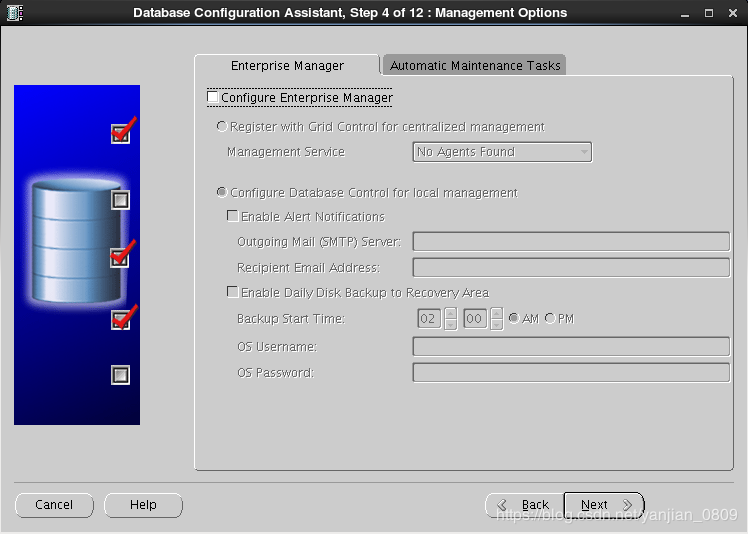 Database Configuration Assistant, Step 4 of 12 : Management Options
Enterprise Manager
Automatic Maintenance Tasks
Configure Enterprise Manager
Register with Grid Control for centralized management
Management Service
No Agents Found
Configure Database Control for local management
Enable Alert Notifications
Outgoing Mail (SMTP) Server:
Recipient Email Address:
Enable Daily Disk Backup to Recovery Area
Backup Start Time:
02
00
AM
PM
OS Username:
OS Password:
Cancel
Help
Back
Next
https://blog.csdn.net/yanjian_0809